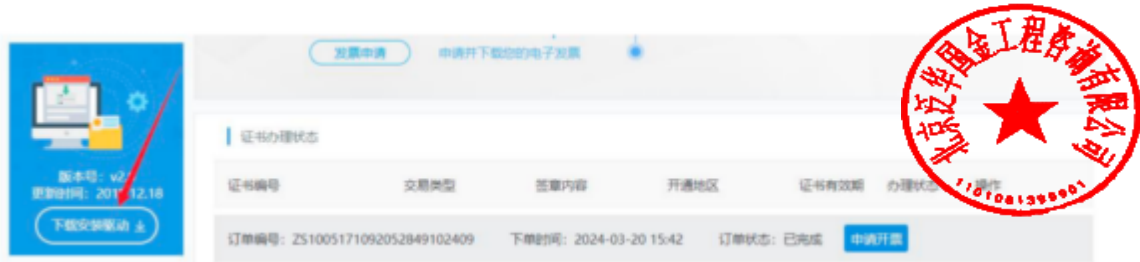 发票申请 申请并下载您的电子发票
证书办理状态
版本号：v2
更新时间：201 12.18
下载安装驱动
证书编号 交易类型 签章内容 开通地区 证书有效期 办理状态 操作
订单编号：ZS1005171092052849102409 下单时间：2024-03-20 15:42 订单状态：已完成 申请开票
北京泛华国金工程咨询有限公司